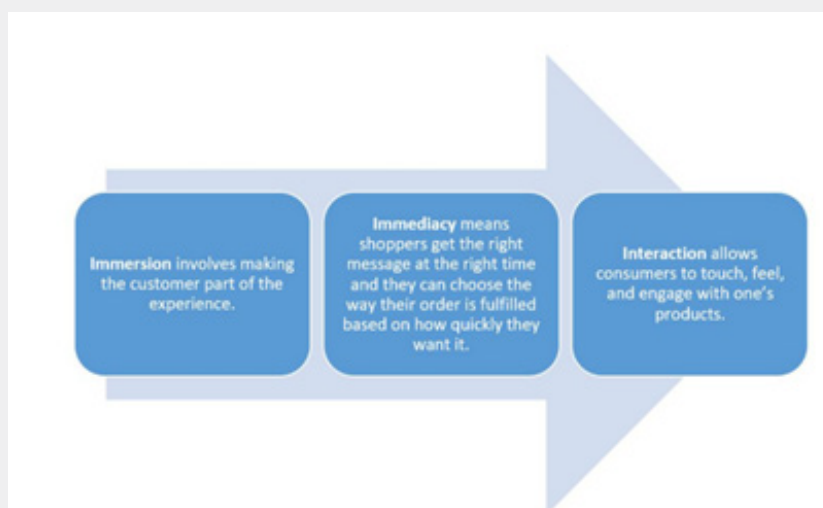 Immersion involves making
the customer part of the
experience.
Immediacy means
shoppers get the right
message at the right time
and they can choose the
way their order is fulfilled
based on how quickly they
want it.
Interaction allows
consumers to touch, feel,
and engage with one's
products.